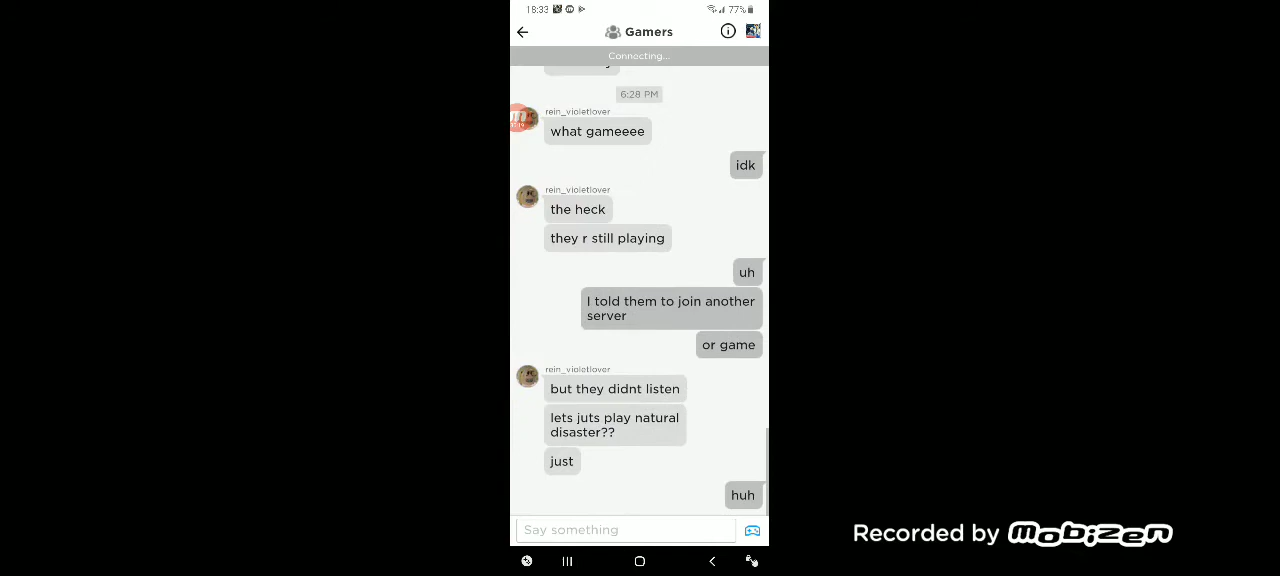 18:33
77%
Gamers
Connecting...
6:28 PM
rein_violetlover
what gameeee
idk
rein_violetlover
the heck
they r still playing
uh
I told them to join another
server
or game
rein_violetlover
but they didnt listen
lets juts play natural
disaster??
just
huh
Say something
Recorded by Mobizen